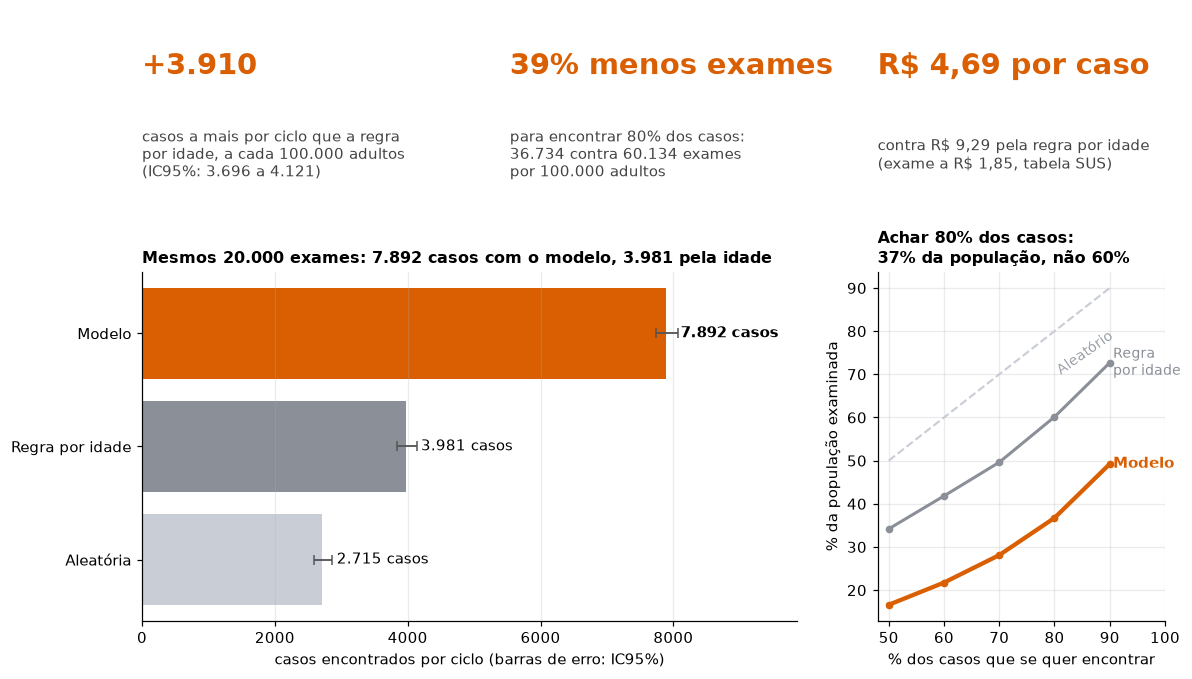 +3.910
casos a mais por ciclo que a regra
por idade, a cada 100.000 adultos
(IC95%: 3.696 a 4.121)
39% menos exames
para encontrar 80% dos casos:
36.734 contra 60.134 exames
por 100.000 adultos
R$ 4,69 por caso
contra R$ 9,29 pela regra por idade
(exame a R$ 1,85, tabela SUS)
Mesmos 20.000 exames: 7.892 casos com o modelo, 3.981 pela idade
Modelo
7.892 casos
Regra por idade
3.981 casos
Aleatória
2.715 casos
0 2000 4000 6000 8000
casos encontrados por ciclo (barras de erro: IC95%)
Achar 80% dos casos:
37% da população, não 60%
% da população examinada
90
80
70
60
50
40
30
20
Aleatório
Regra
por idade
Modelo
50 60 70 80 90 100
% dos casos que se quer encontrar